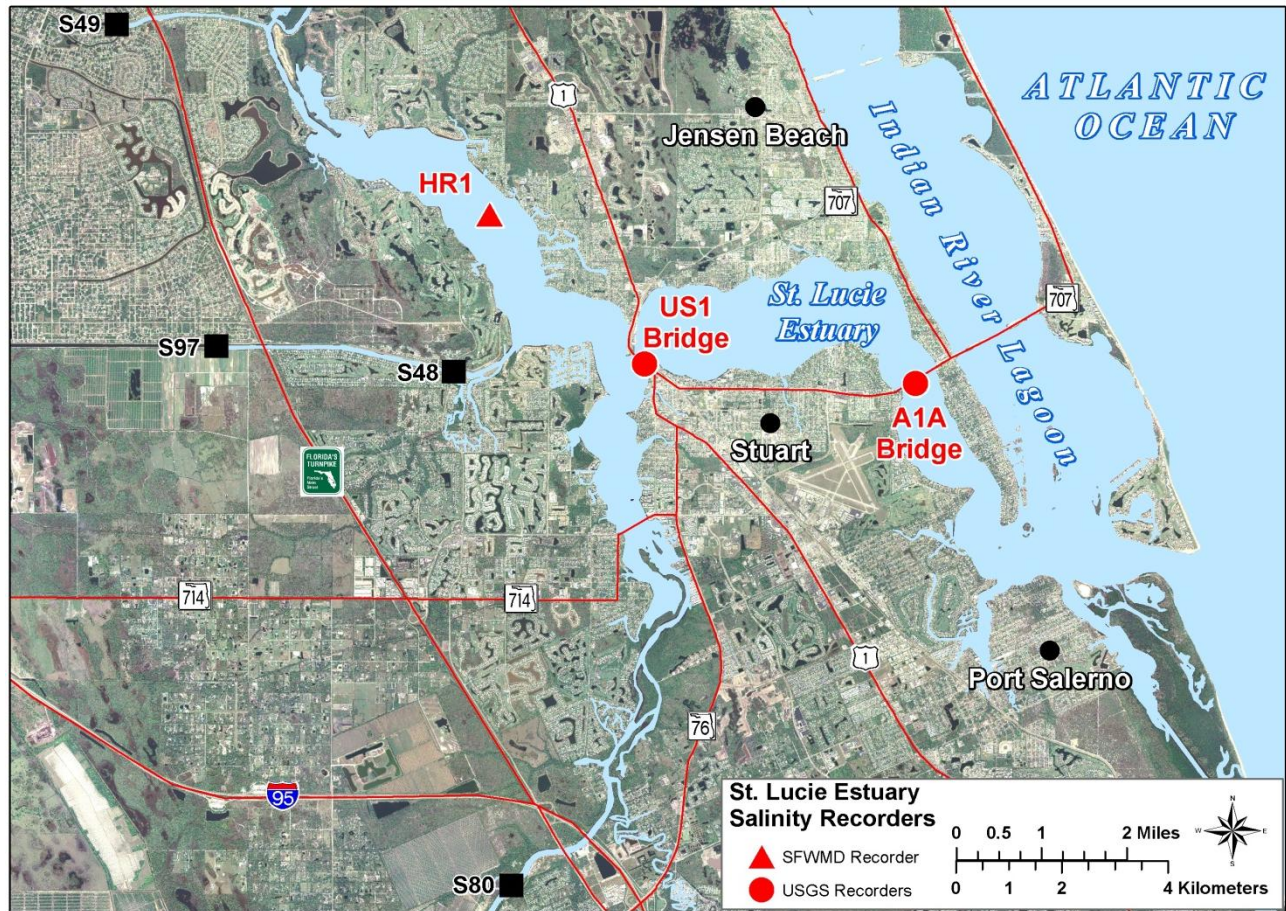 S49
1
Jensen Beach
ATLANTIC
OCEAN
HR1
707
Indian River Lagoon
US1
Bridge
St. Lucie
Estuary
707
S97
S48
A1A
Bridge
Stuart
FLORIDA'S
TURNPIKE
714
714
1
Port Salerno
76
95
S80
St. Lucie Estuary
Salinity Recorders
SFWMD Recorder
USGS Recorders
0 0.5 1 2 Miles
0 1 2 4 Kilometers
N
W E
S